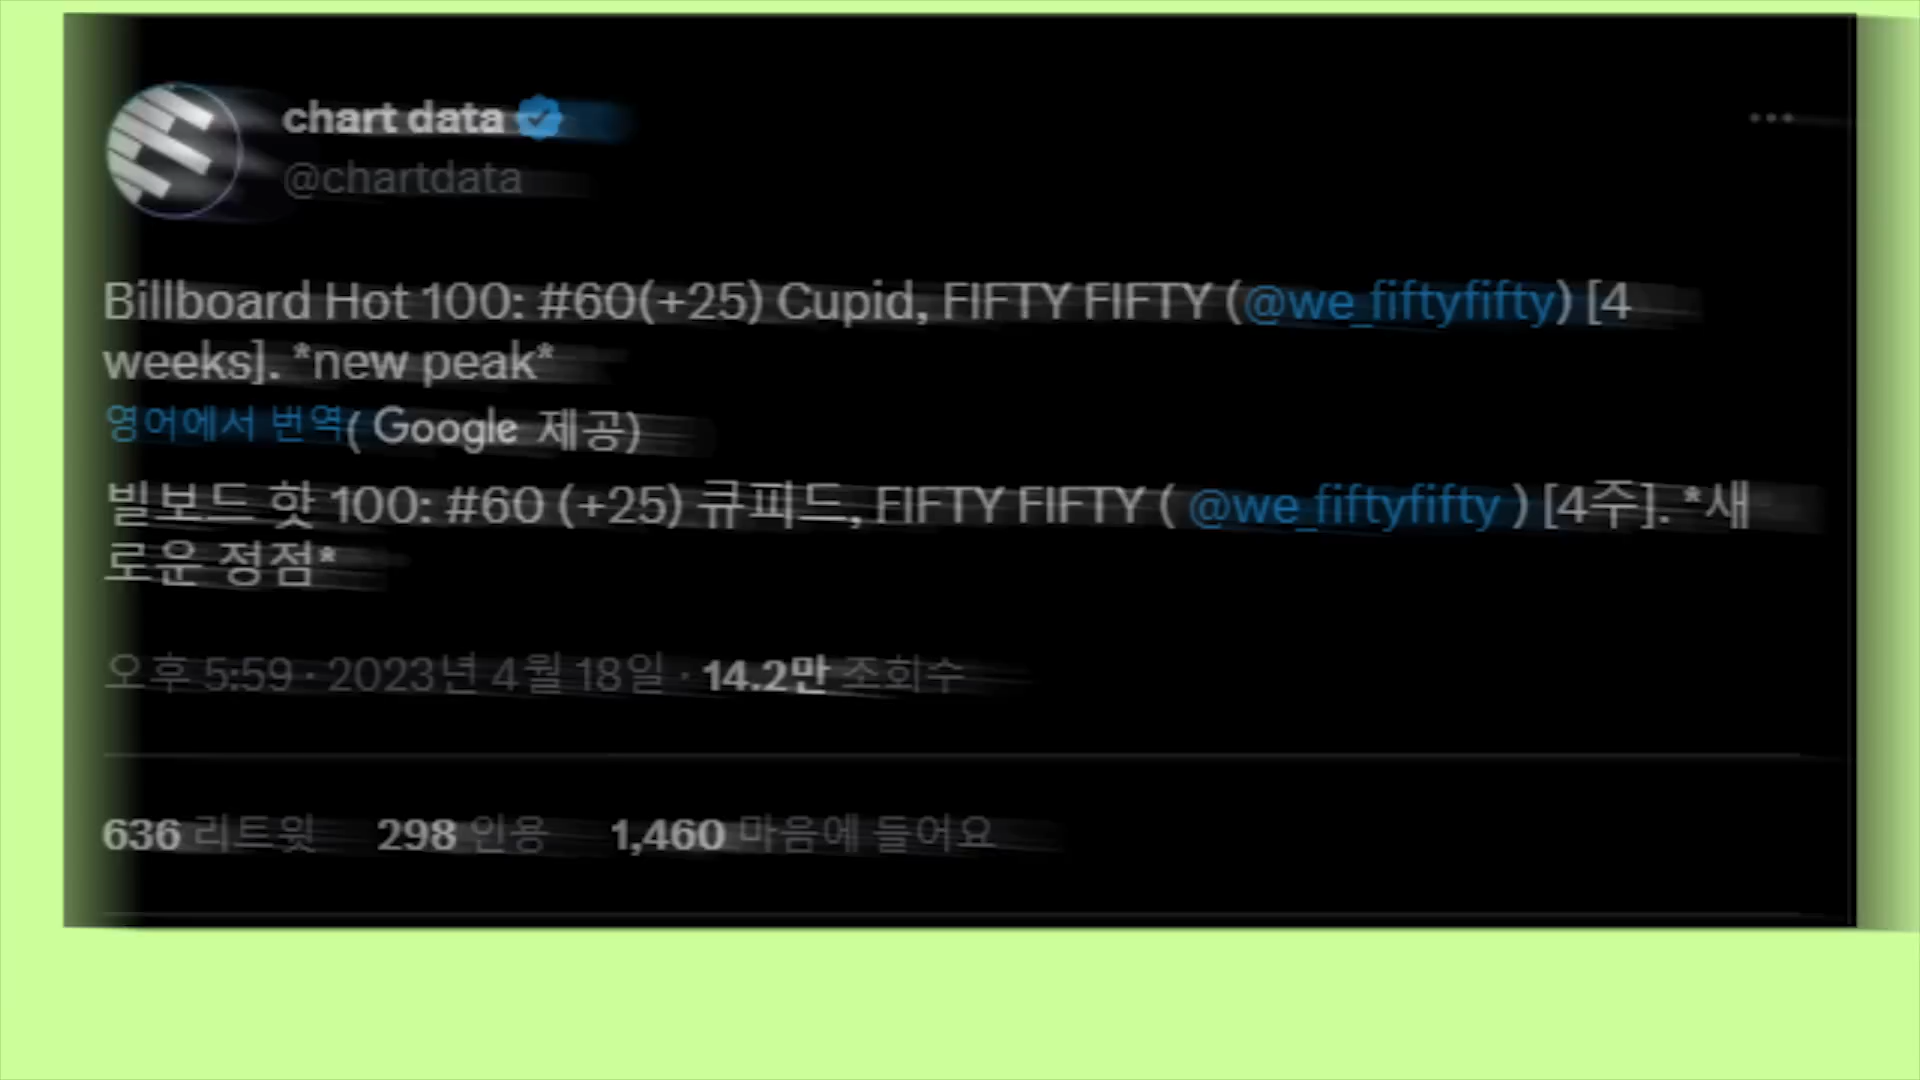 chart data
@chartdata
Billboard Hot 100: #60(+25) Cupid, FIFTY FIFTY (@we_fiftyfifty) [4
weeks]. *new peak*
영어에서 번역( Google 제공)
빌보드 핫 100: #60 (+25) 큐피드, FIFTY FIFTY ( @we_fiftyfifty ) [4주]. *새
로운 정점*
오후 5:59 · 2023년 4월 18일 · 14.2만 조회수
636 리트윗 298 인용 1,460 마음에 들어요